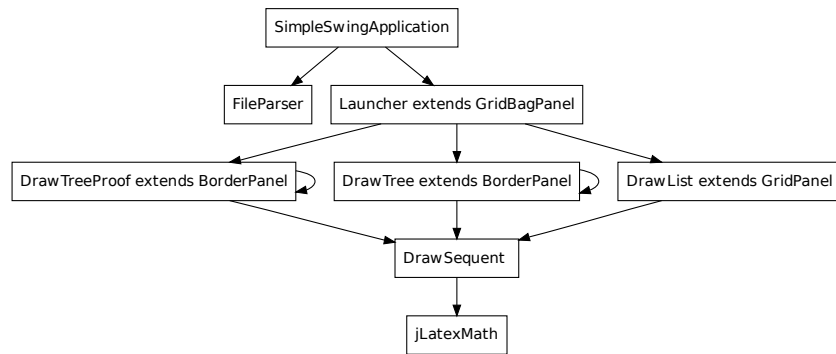 SimpleSwingApplication
FileParser
Launcher extends GridBagPanel
DrawTreeProof extends BorderPanel
DrawTree extends BorderPanel
DrawList extends GridPanel
DrawSequent
jLatexMath